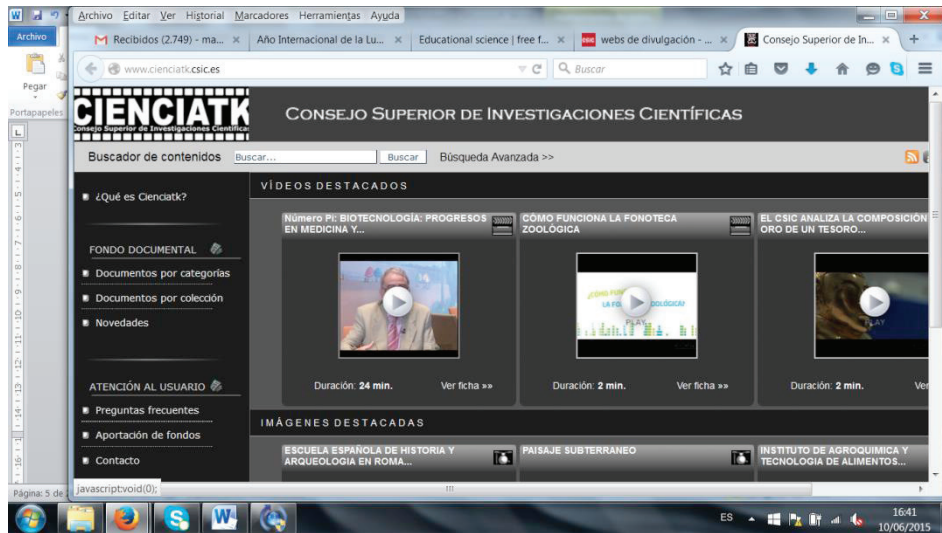 Archivo Editar Ver Historial Marcadores Herramientas Ayuda
Archivo
Recibidos (2.749) - ma...
Año Internacional de la Lu...
Educational science | free f...
webs de divulgación - ...
Consejo Superior de In...
www.cienciatk.csic.es
Buscar
Pegar
Portapapeles
CIENCIATK
Consejo Superior de Investigaciones Científicas
CONSEJO SUPERIOR DE INVESTIGACIONES CIENTÍFICAS
Buscador de contenidos
Buscar...
Buscar
Búsqueda Avanzada >>
¿Qué es Cienciatk?
FONDO DOCUMENTAL
Documentos por categorías
Documentos por colección
Novedades
ATENCIÓN AL USUARIO
Preguntas frecuentes
Aportación de fondos
Contacto
VÍDEOS DESTACADOS
Número Pi: BIOTECNOLOGÍA: PROGRESOS
EN MEDICINA Y...
Duración: 24 min.
Ver ficha »»
CÓMO FUNCIONA LA FONOTECA
ZOOLÓGICA
PLAY
Duración: 2 min.
Ver ficha »»
EL CSIC ANALIZA LA COMPOSICIÓN
ORO DE UN TESORO...
PLAY
Duración: 2 min.
Ver
IMÁGENES DESTACADAS
ESCUELA ESPAÑOLA DE HISTORIA Y
ARQUEOLOGIA EN ROMA...
PAISAJE SUBTERRANEO
INSTITUTO DE AGROQUIMICA Y
TECNOLOGIA DE ALIMENTOS...
Página: 5 de
javascript:void(0);
ES
16:41
10/06/2015